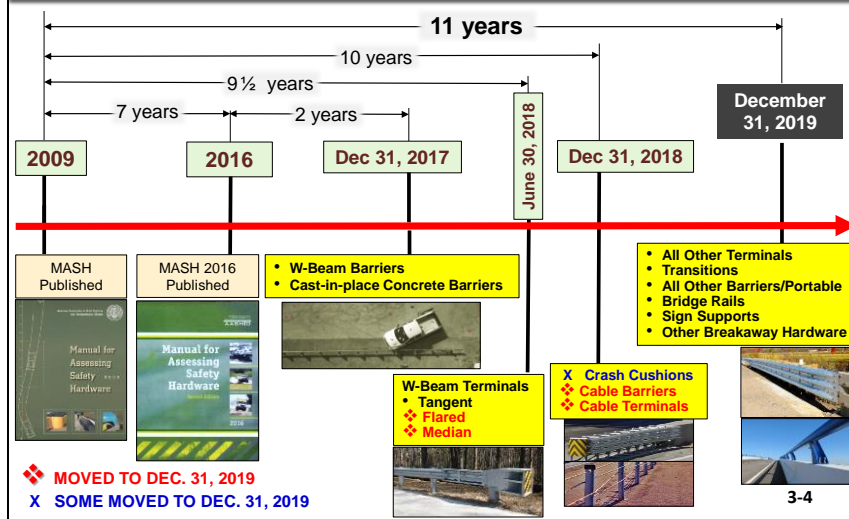 11 years
10 years
9 ½ years
7 years
2 years
2009
2016
Dec 31, 2017
June 30, 2018
Dec 31, 2018
December
31, 2019
MASH
Published
MASH 2016
Published
• W-Beam Barriers
• Cast-in-place Concrete Barriers
W-Beam Terminals
• Tangent
❖ Flared
❖ Median
X Crash Cushions
❖ Cable Barriers
❖ Cable Terminals
• All Other Terminals
• Transitions
• All Other Barriers/Portable
• Bridge Rails
• Sign Supports
• Other Breakaway Hardware
Manual for
Assessing
Safety
Hardware
AASHTO
Manual for
Assessing
Safety
Hardware
2016
❖ MOVED TO DEC. 31, 2019
X SOME MOVED TO DEC. 31, 2019
3-4